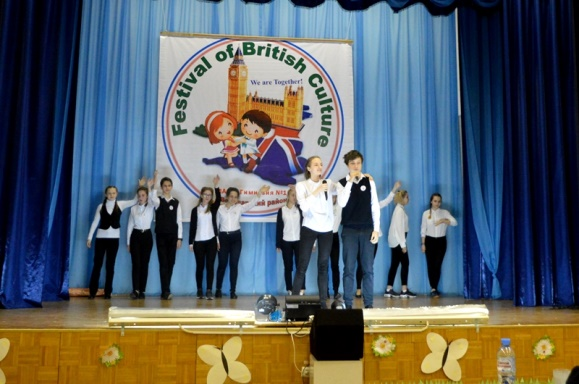 Festival of British Culture
We are Together!